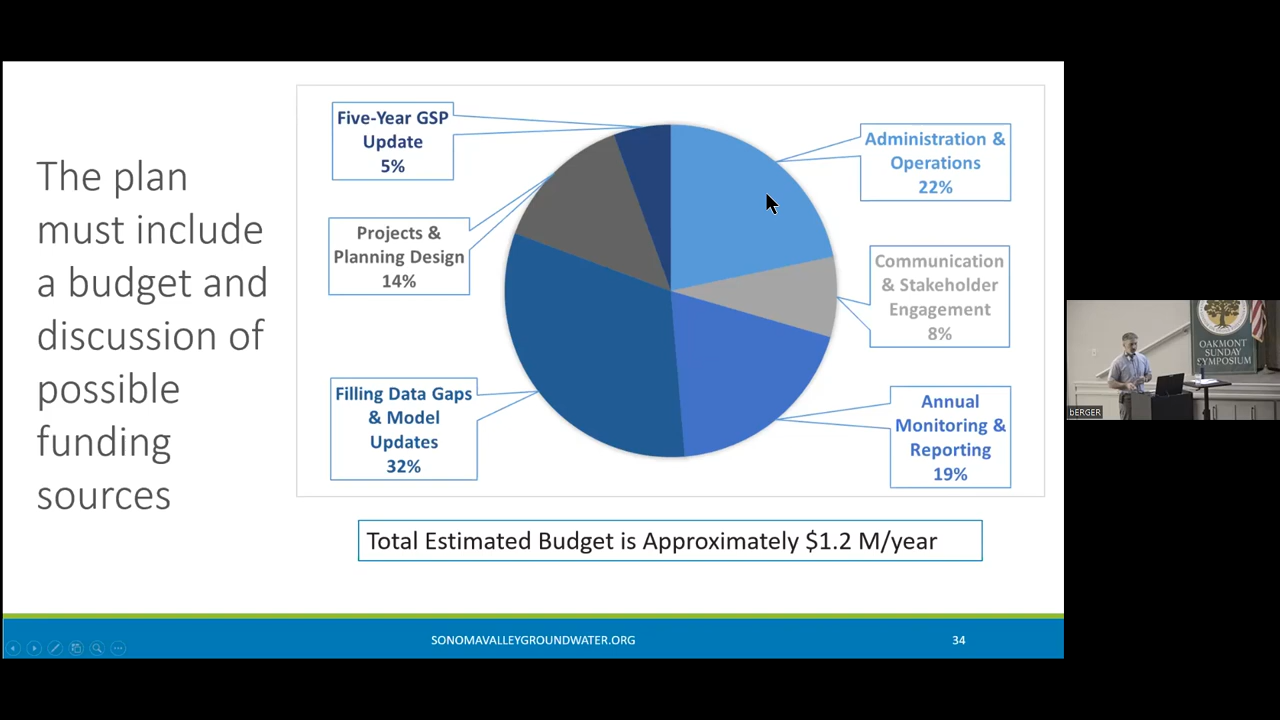 The plan
must include
a budget and
discussion of
possible
funding
sources
Five-Year GSP
Update
5%
Administration &
Operations
22%
Projects &
Planning Design
14%
Communication
& Stakeholder
Engagement
8%
Filling Data Gaps
& Model
Updates
32%
Annual
Monitoring &
Reporting
19%
Total Estimated Budget is Approximately $1.2 M/year
SONOMAVALLEYGROUNDWATER.ORG
34
OAKMONT
SUNDAY
SYMPOSIUM
bERGER